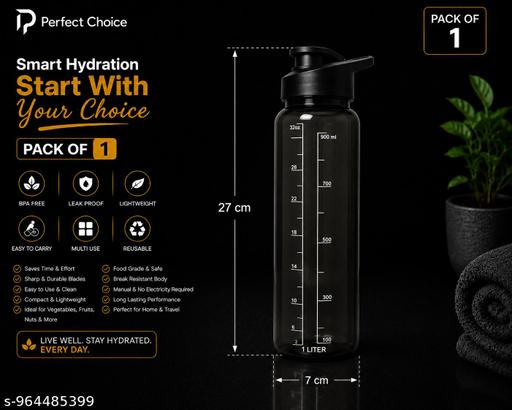 Perfect Choice
PACK OF
1
Smart Hydration
Start With
Your Choice
PACK OF 1
BPA FREE
LEAK PROOF
LIGHTWEIGHT
EASY TO CARRY
MULTI USE
REUSABLE
Saves Time & Effort
Sharp & Durable Blades
Easy to Use & Clean
Compact & Lightweight
Ideal for Vegetables, Fruits,
Nuts & More
Food Grade & Safe
Break Resistant Body
Manual & No Electricity Required
Long Lasting Performance
Perfect for Home & Travel
LIVE WELL. STAY HYDRATED.
EVERY DAY.
27 cm
32oz
26
22
18
14
10
6
2
900 ml
700
500
300
100
1 LITER
7 cm
s-964485399